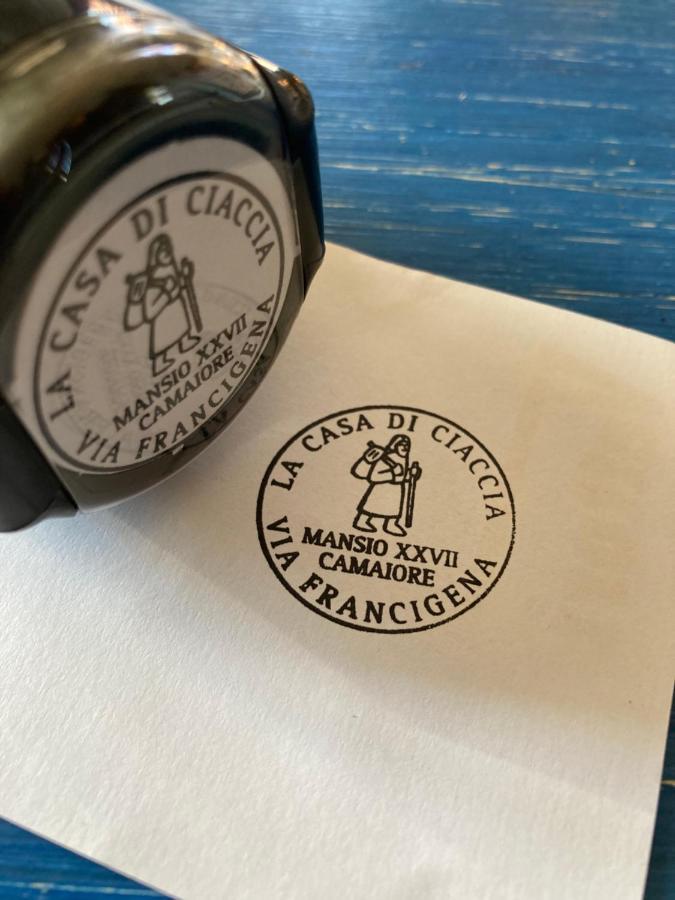 LA CASA DI CIACCIA
MANSIO XXVII
CAMAIORE
VIA FRANCIGENA
LA CASA DI CIACCIA
MANSIO XXVII
CAMAIORE
VIA FRANCIGENA